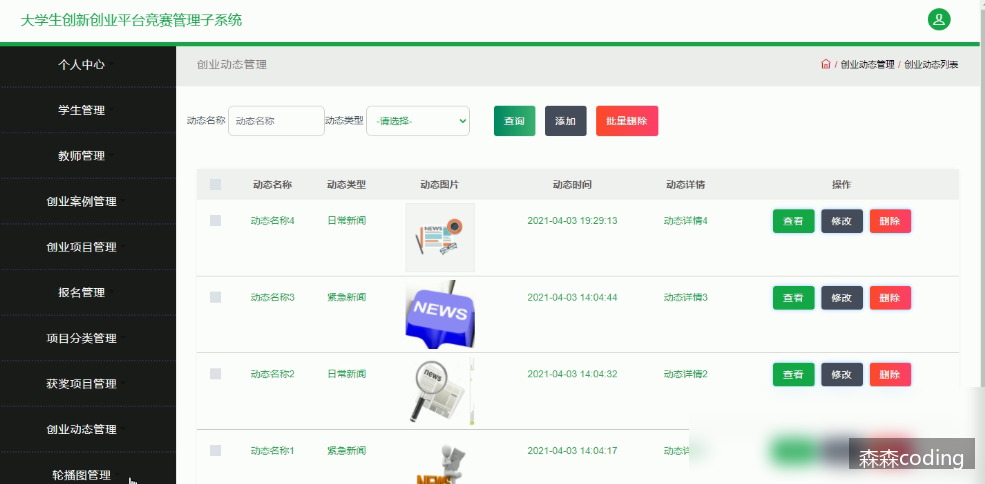 大学生创新创业平台竞赛管理子系统
个人中心
学生管理
教师管理
创业案例管理
创业项目管理
报名管理
项目分类管理
获奖项目管理
创业动态管理
轮播图管理
创业动态管理
/ 创业动态管理 / 创业动态列表
动态名称 动态名称 动态类型 -请选择- 查询 添加 批量删除
动态名称 动态类型 动态图片 动态时间 动态详情 操作
动态名称4 日常新闻 NEWS 2021-04-03 19:29:13 动态详情4 查看 修改 删除
动态名称3 紧急新闻 NEWS 2021-04-03 14:04:44 动态详情3 查看 修改 删除
动态名称2 日常新闻 news 2021-04-03 14:04:32 动态详情2 查看 修改 删除
动态名称1 紧急新闻 NEWS 2021-04-03 14:04:17 动态
森森coding